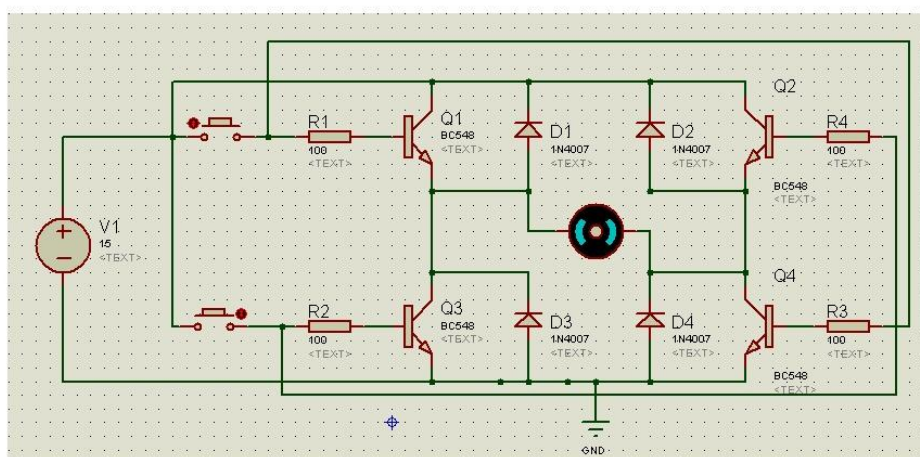 Q2
R1
100
<TEXT>
Q1
BC548
<TEXT>
D1
1N4007
<TEXT>
D2
1N4007
<TEXT>
BC548
<TEXT>
R4
100
<TEXT>
V1
15
<TEXT>
R2
100
<TEXT>
Q3
BC548
<TEXT>
D3
1N4007
<TEXT>
D4
1N4007
<TEXT>
Q4
BC548
<TEXT>
R3
100
<TEXT>
GND